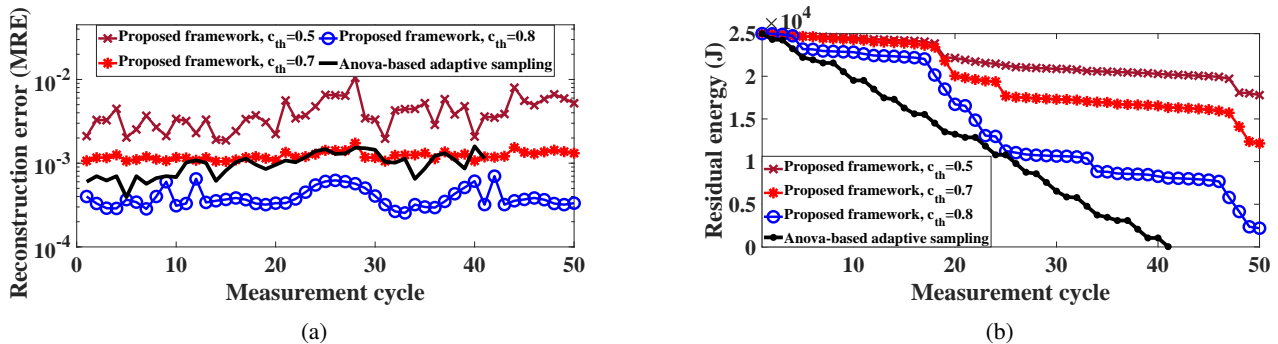 Reconstruction error (MRE)
10^-2
10^-3
10^-4
Proposed framework, c_th=0.5
Proposed framework, c_th=0.8
Proposed framework, c_th=0.7
Anova-based adaptive sampling
0 10 20 30 40 50
Measurement cycle
(a)
Residual energy (J)
× 10^4
2.5
2
1.5
1
0.5
0
Proposed framework, c_th=0.5
Proposed framework, c_th=0.7
Proposed framework, c_th=0.8
Anova-based adaptive sampling
10 20 30 40 50
Measurement cycle
(b)